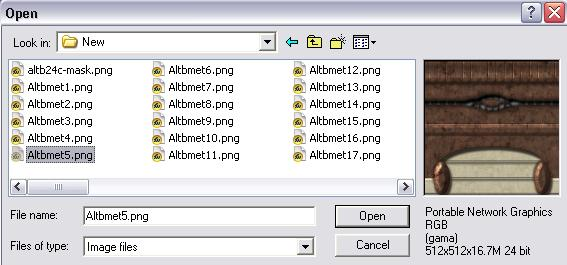 Open
Look in: New
altb24c-mask.png Altbmet6.png Altbmet12.png
Altbmet1.png Altbmet7.png Altbmet13.png
Altbmet2.png Altbmet8.png Altbmet14.png
Altbmet3.png Altbmet9.png Altbmet15.png
Altbmet4.png Altbmet10.png Altbmet16.png
Altbmet5.png Altbmet11.png Altbmet17.png
File name: Altbmet5.png Open
Files of type: Image files Cancel
Portable Network Graphics
RGB
(gama)
512x512x16.7M 24 bit